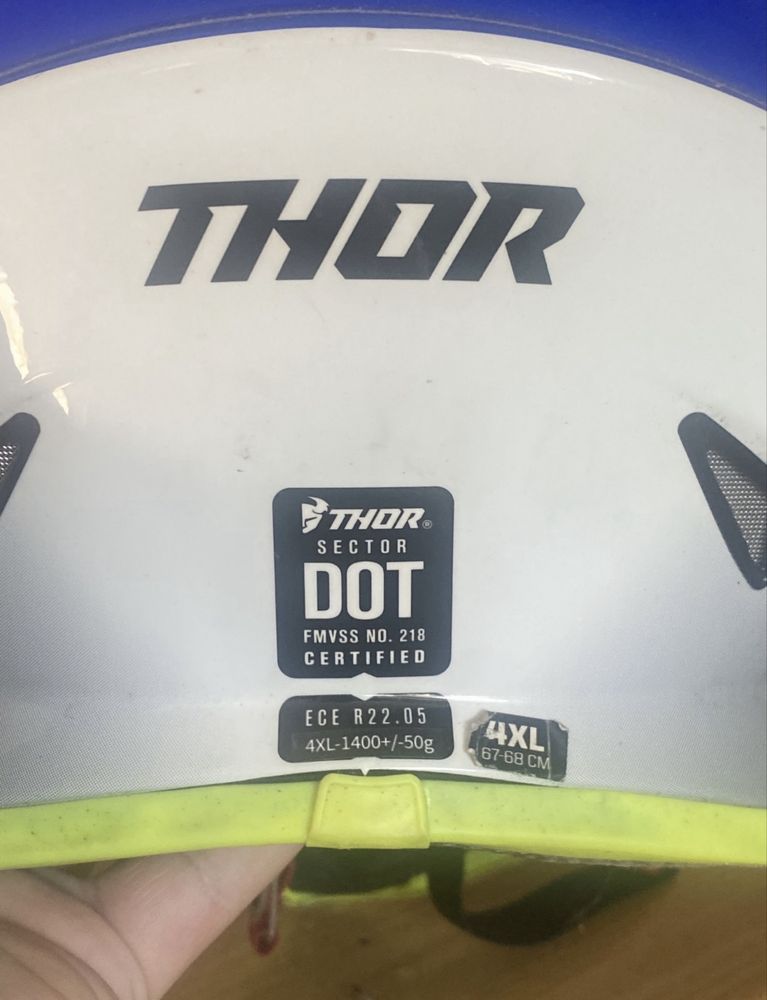 THOR
THOR®
SECTOR
DOT
FMVSS NO. 218
CERTIFIED
ECE R22.05
4XL-1400+/-50g
4XL
67-68 CM